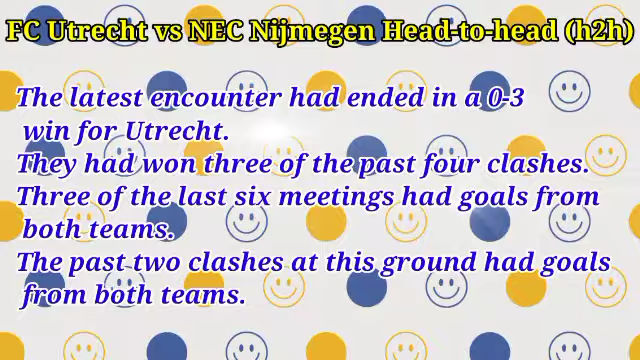 FC Utrecht vs NEC Nijmegen Head-to-head (h2h)
The latest encounter had ended in a 0-3
win for Utrecht.
They had won three of the past four clashes.
Three of the last six meetings had goals from
both teams.
The past two clashes at this ground had goals
from both teams.